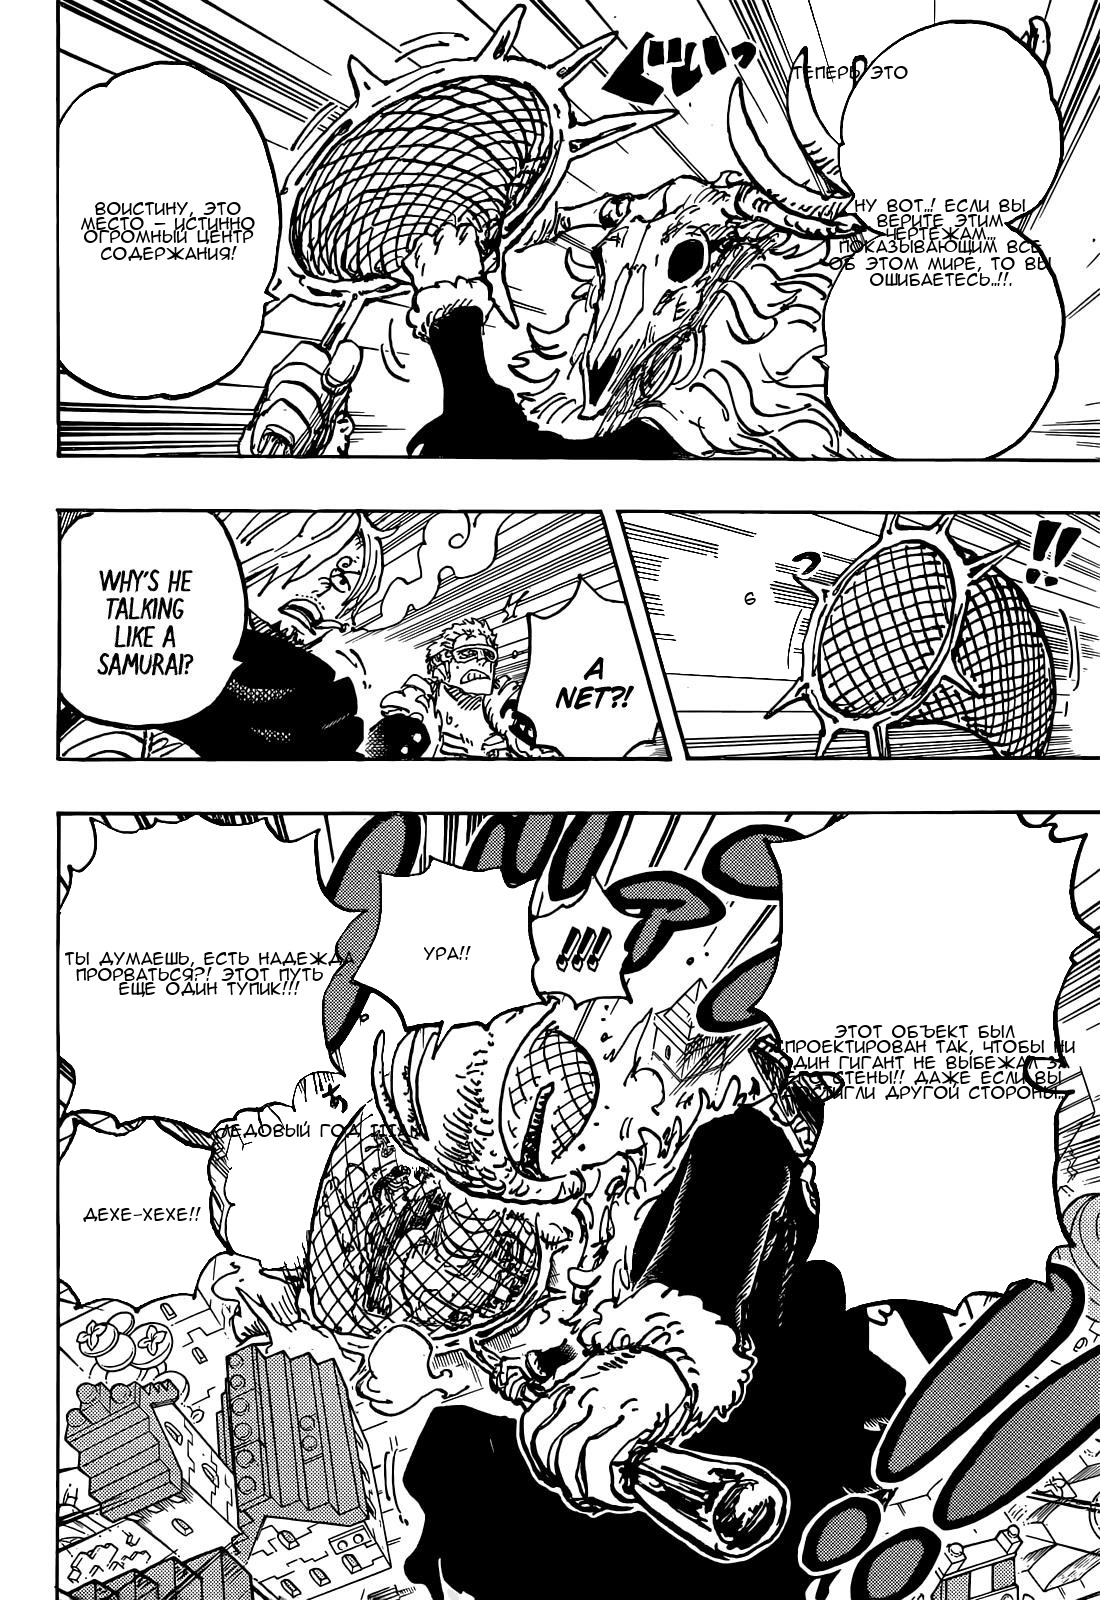 ТЕПЕРЬ ЭТО
НУ ВОТ..! ЕСЛИ ВЫ
ВЕРИТЕ ЭТИМ
ЧЕРТЕЖАМ...
ПОКАЗЫВАЮЩИМ ВСЕ
ОБ ЭТОМ МИРЕ, ТО ВЫ
ОШИБАЕТЕСЬ...!!.
ВОИСТИНУ, ЭТО
МЕСТО – ИСТИННО
ОГРОМНЫЙ ЦЕНТР
СОДЕРЖАНИЯ!
6
A
NET?!
WHY'S HE
TALKING
LIKE A
SAMURAI?
ЭТОТ ОБЪЕКТ БЫЛ
СПРОЕКТИРОВАН ТАК, ЧТОБЫ НИ
ОДИН ГИГАНТ НЕ ВЫБЕЖАЛ
СТЕНЫ!! ДАЖЕ ЕСЛИ ВЫ
ДОСТИГЛИ ДРУГОЙ СТОРОНЫ..
!!!
УРА!!
ТЫ ДУМАЕШЬ, ЕСТЬ НАДЕЖДА
ПРОРВАТЬСЯ?! ЭТОТ ПУТЬ
ЕЩЕ ОДИН ТУПИК!!!
ЛЕДОВЫЙ ГОД
ДЕХЕ-ХЕХЕ!!